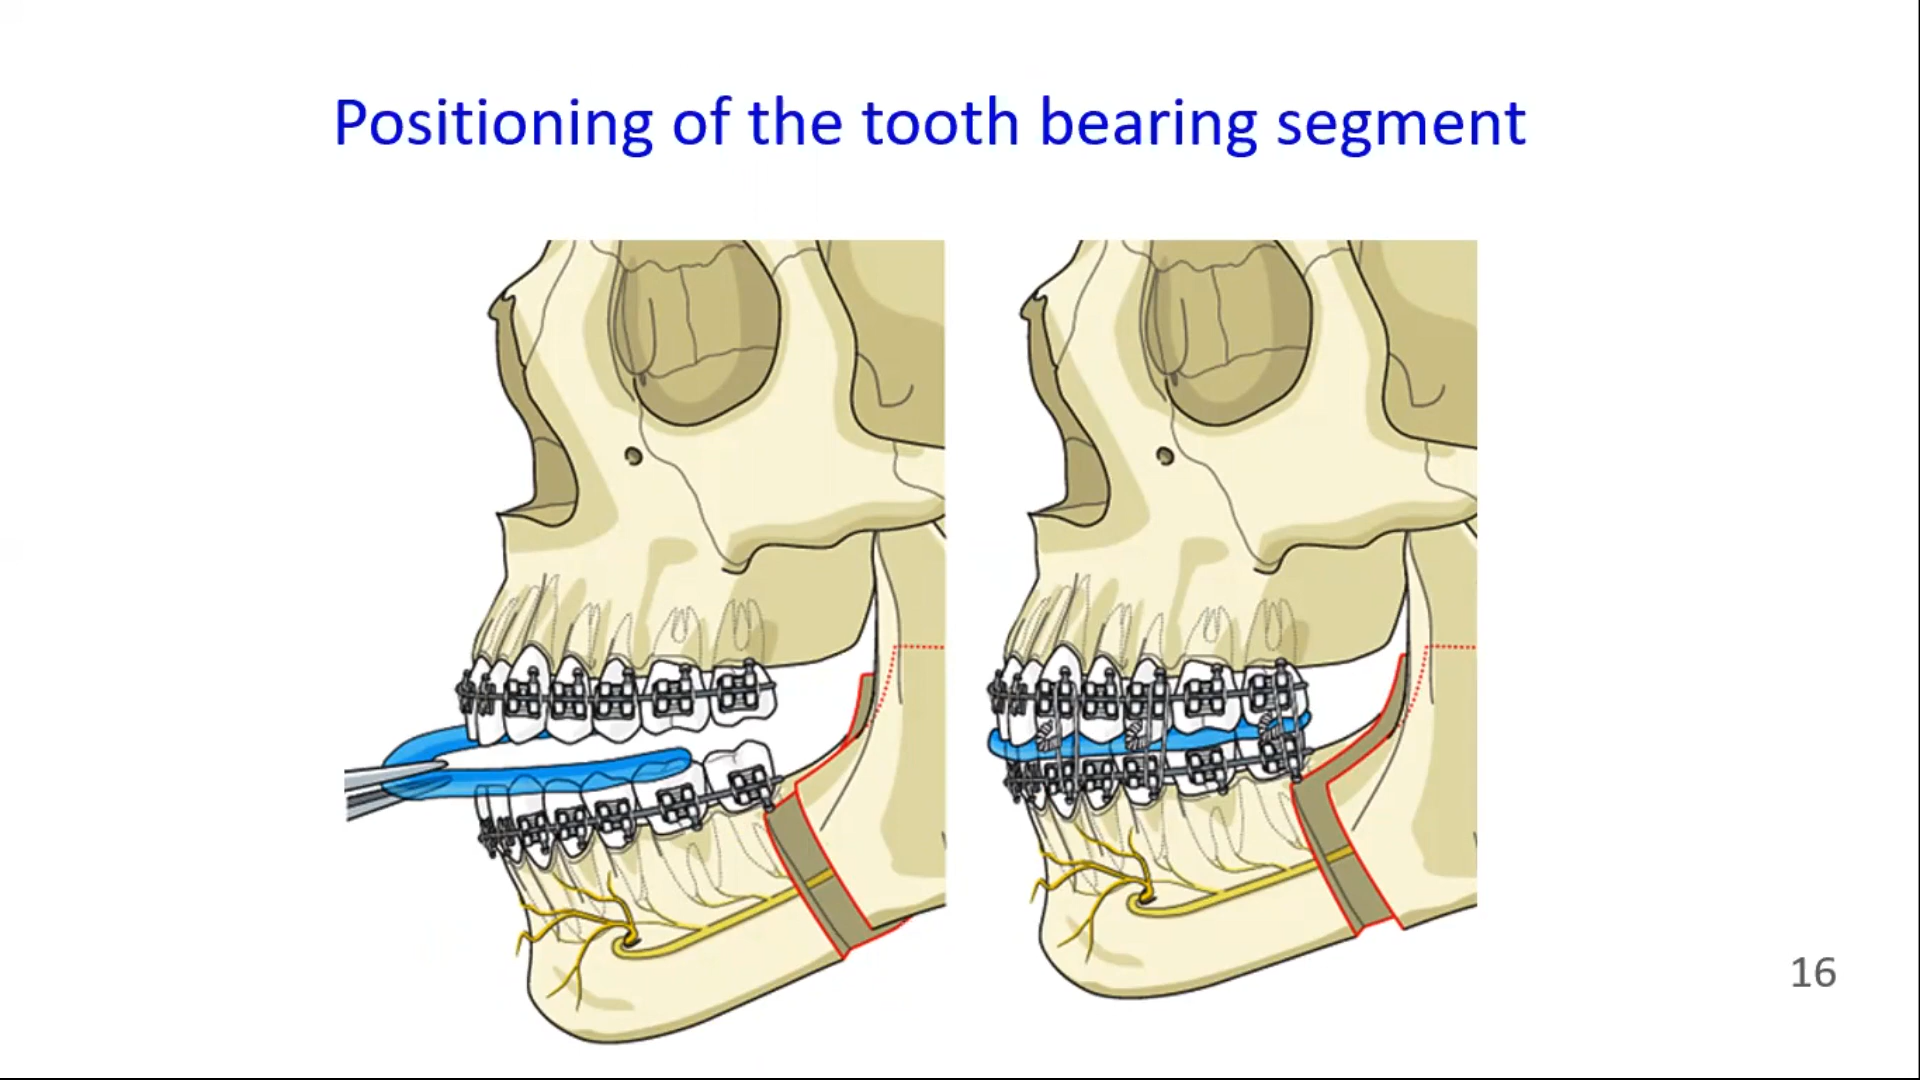 Positioning of the tooth bearing segment
16